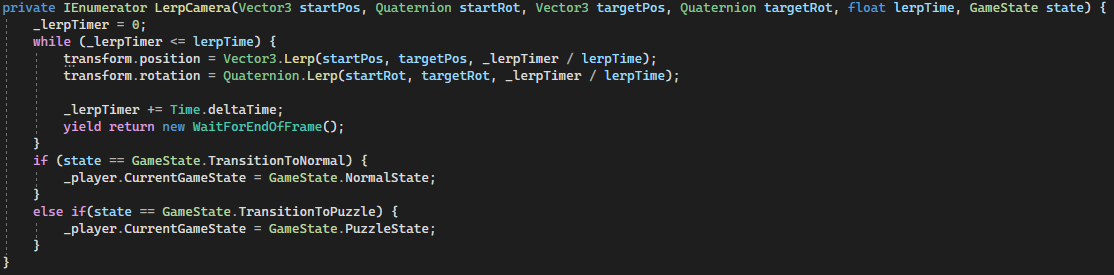 private IEnumerator LerpCamera(Vector3 startPos, Quaternion startRot, Vector3 targetPos, Quaternion targetRot, float lerpTime, GameState state) {
    _lerpTimer = 0;
    while (_lerpTimer <= lerpTime) {
        transform.position = Vector3.Lerp(startPos, targetPos, _lerpTimer / lerpTime);
        transform.rotation = Quaternion.Lerp(startRot, targetRot, _lerpTimer / lerpTime);

        _lerpTimer += Time.deltaTime;
        yield return new WaitForEndOfFrame();
    }
    if (state == GameState.TransitionToNormal) {
        _player.CurrentGameState = GameState.NormalState;
    }
    else if(state == GameState.TransitionToPuzzle) {
        _player.CurrentGameState = GameState.PuzzleState;
    }
}